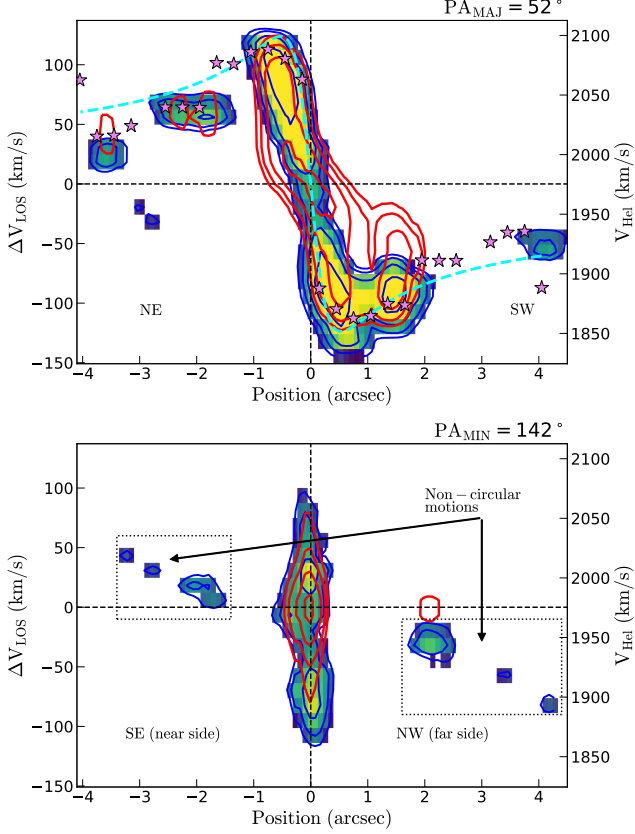 PA_MAJ = 52°
100
50
0
−50
−100
−150
ΔV_LOS (km/s)
2100
2050
2000
1950
1900
1850
V_Hel (km/s)
NE
SW
−4 −3 −2 −1 0 1 2 3 4
Position (arcsec)
PA_MIN = 142°
100
50
0
−50
−100
−150
ΔV_LOS (km/s)
2100
2050
2000
1950
1900
1850
V_Hel (km/s)
Non − circular
motions
SE (near side)
NW (far side)
−4 −3 −2 −1 0 1 2 3 4
Position (arcsec)